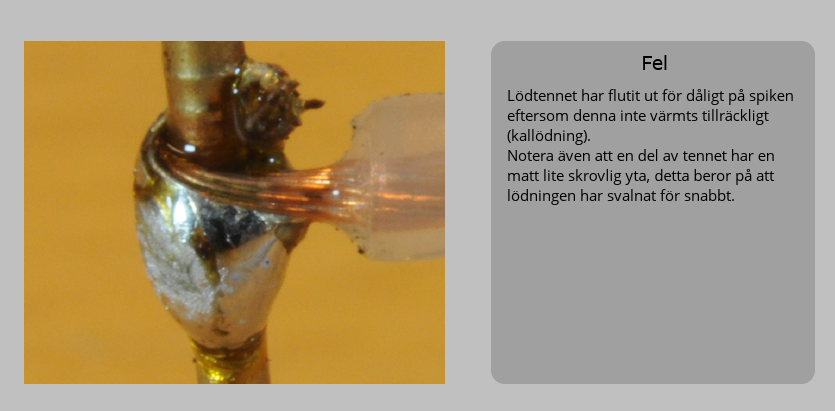 Fel
Lödtennet har flutit ut för dåligt på spiken
eftersom denna inte värmts tillräckligt
(kallödning).
Notera även att en del av tennet har en
matt lite skrovlig yta, detta beror på att
lödningen har svalnat för snabbt.